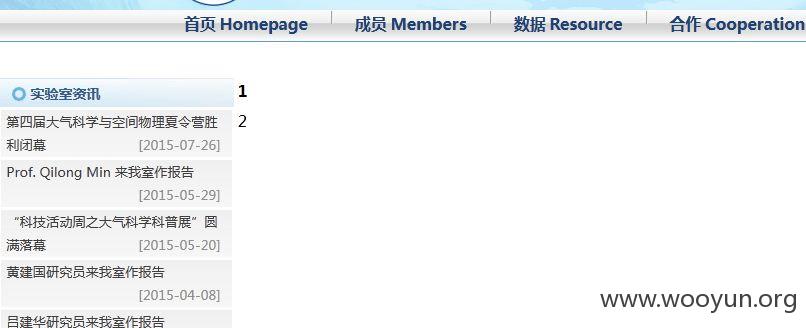 首页 Homepage 成员 Members 数据 Resource 合作 Cooperation
实验室资讯
第四届大气科学与空间物理夏令营胜
利闭幕 [2015-07-26]
Prof. Qilong Min 来我室作报告
[2015-05-29]
“科技活动周之大气科学科普展”圆
满落幕 [2015-05-20]
黄建国研究员来我室作报告
[2015-04-08]
吕建华研究员来我室作报告
1
2
www.wooyun.org